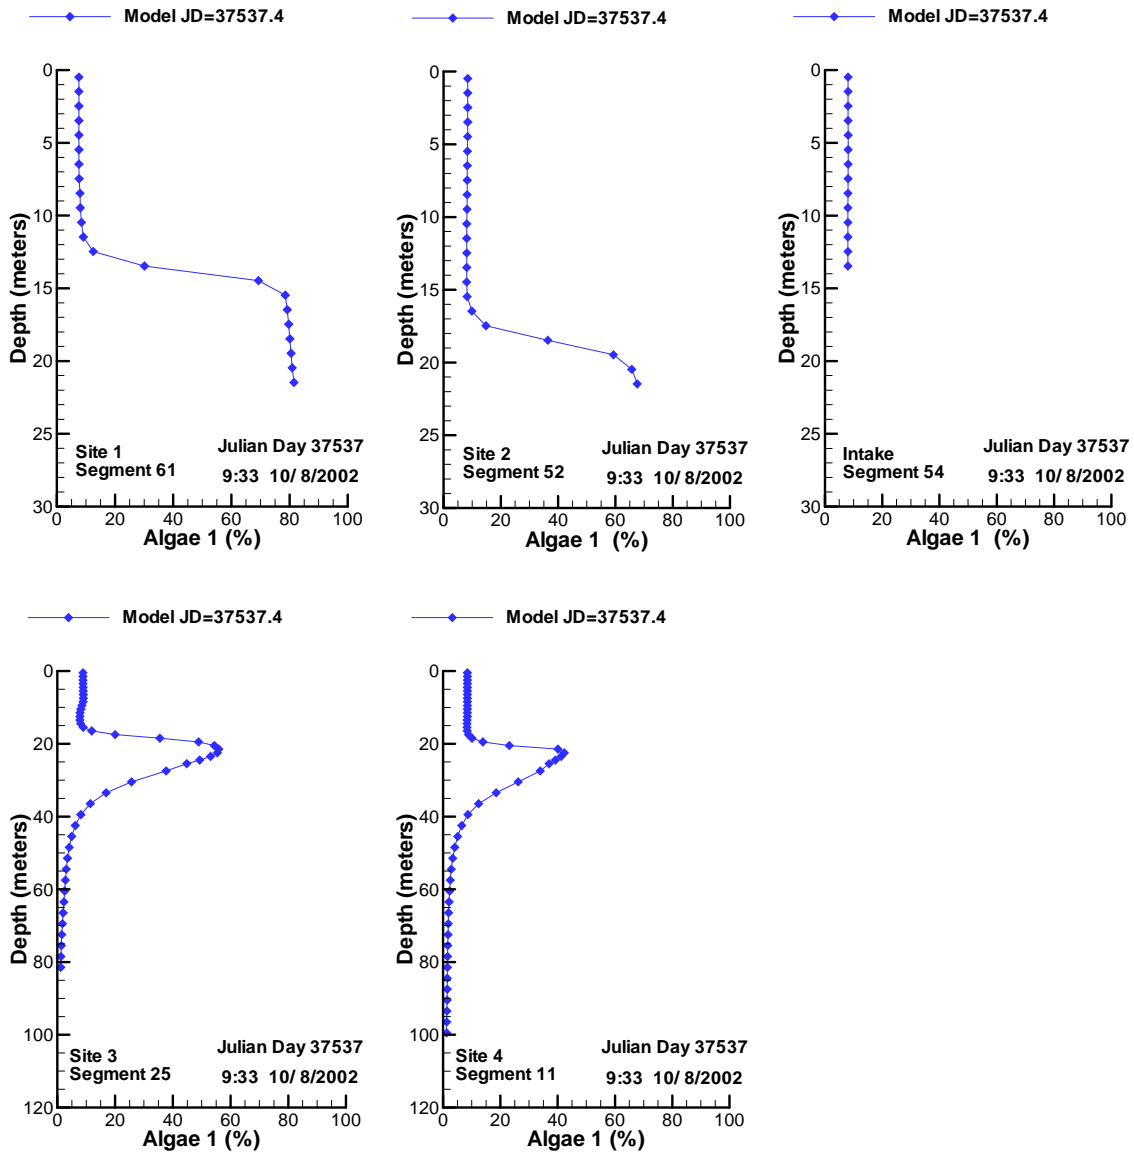 Model JD=37537.4
Model JD=37537.4
Model JD=37537.4
0
5
10
15
20
25
30
Depth (meters)
Site 1
Segment 61
Julian Day 37537
9:33 10/ 8/2002
0 20 40 60 80 100
Algae 1 (%)
0
5
10
15
20
25
30
Depth (meters)
Site 2
Segment 52
Julian Day 37537
9:33 10/ 8/2002
0 20 40 60 80 100
Algae 1 (%)
0
5
10
15
20
25
30
Depth (meters)
Intake
Segment 54
Julian Day 37537
9:33 10/ 8/2002
0 20 40 60 80 100
Algae 1 (%)
Model JD=37537.4
Model JD=37537.4
0
20
40
60
80
100
120
Depth (meters)
Site 3
Segment 25
Julian Day 37537
9:33 10/ 8/2002
0 20 40 60 80 100
Algae 1 (%)
0
20
40
60
80
100
120
Depth (meters)
Site 4
Segment 11
Julian Day 37537
9:33 10/ 8/2002
0 20 40 60 80 100
Algae 1 (%)